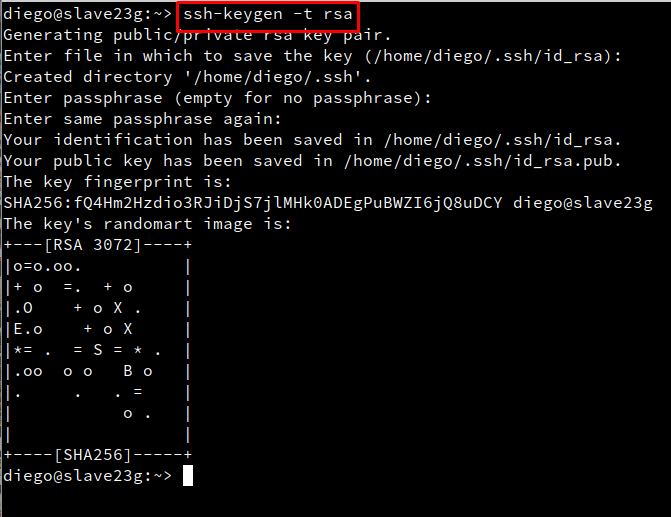 diego@slave23g:~> ssh-keygen -t rsa
Generating public/private rsa key pair.
Enter file in which to save the key (/home/diego/.ssh/id_rsa):
Created directory '/home/diego/.ssh'.
Enter passphrase (empty for no passphrase):
Enter same passphrase again:
Your identification has been saved in /home/diego/.ssh/id_rsa.
Your public key has been saved in /home/diego/.ssh/id_rsa.pub.
The key fingerprint is:
SHA256:fQ4Hm2Hzdio3RJiDjS7jlMHk0ADEgPuBWZI6jQ8uDCY diego@slave23g
The key's randomart image is:
+---[RSA 3072]----+
|o=o.oo.          |
|+ o  =.  + o     |
|.O    + o X .    |
|E.o    + o X     |
|*= .  = S = * .  |
|.oo  o o   B o   |
|.     .   . =    |
|           o .   |
|                 |
+----[SHA256]-----+
diego@slave23g:~>